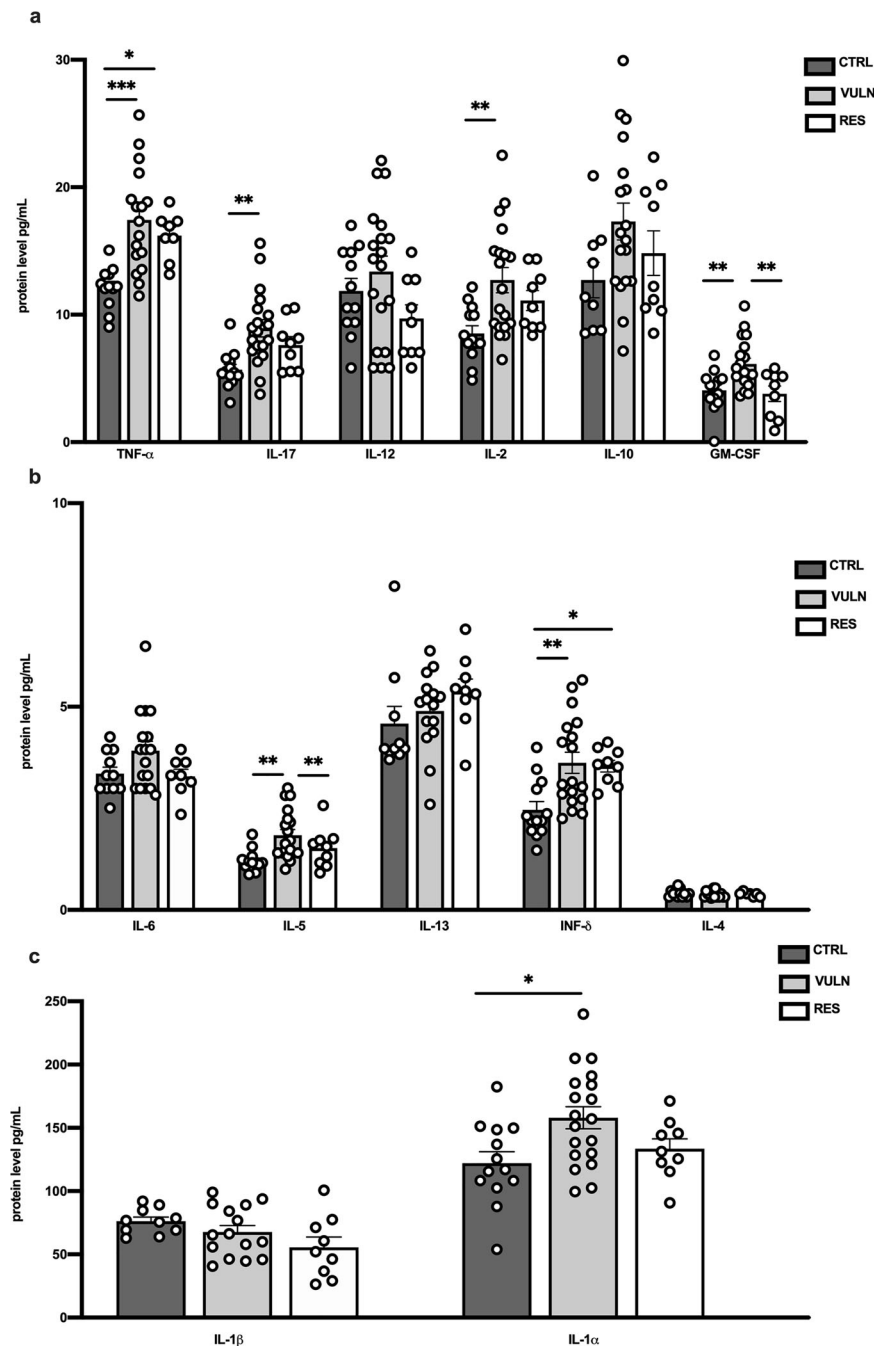 a
30
20
10
0
protein level pg/mL
* 
***
**
**
**
**
TNF-α
IL-17
IL-12
IL-2
IL-10
GM-CSF
CTRL
VULN
RES
b
10
5
0
protein level pg/mL
**
**
*
**
IL-6
IL-5
IL-13
INF-δ
IL-4
CTRL
VULN
RES
c
250
200
150
100
50
0
protein level pg/mL
*
IL-1β
IL-1α
CTRL
VULN
RES